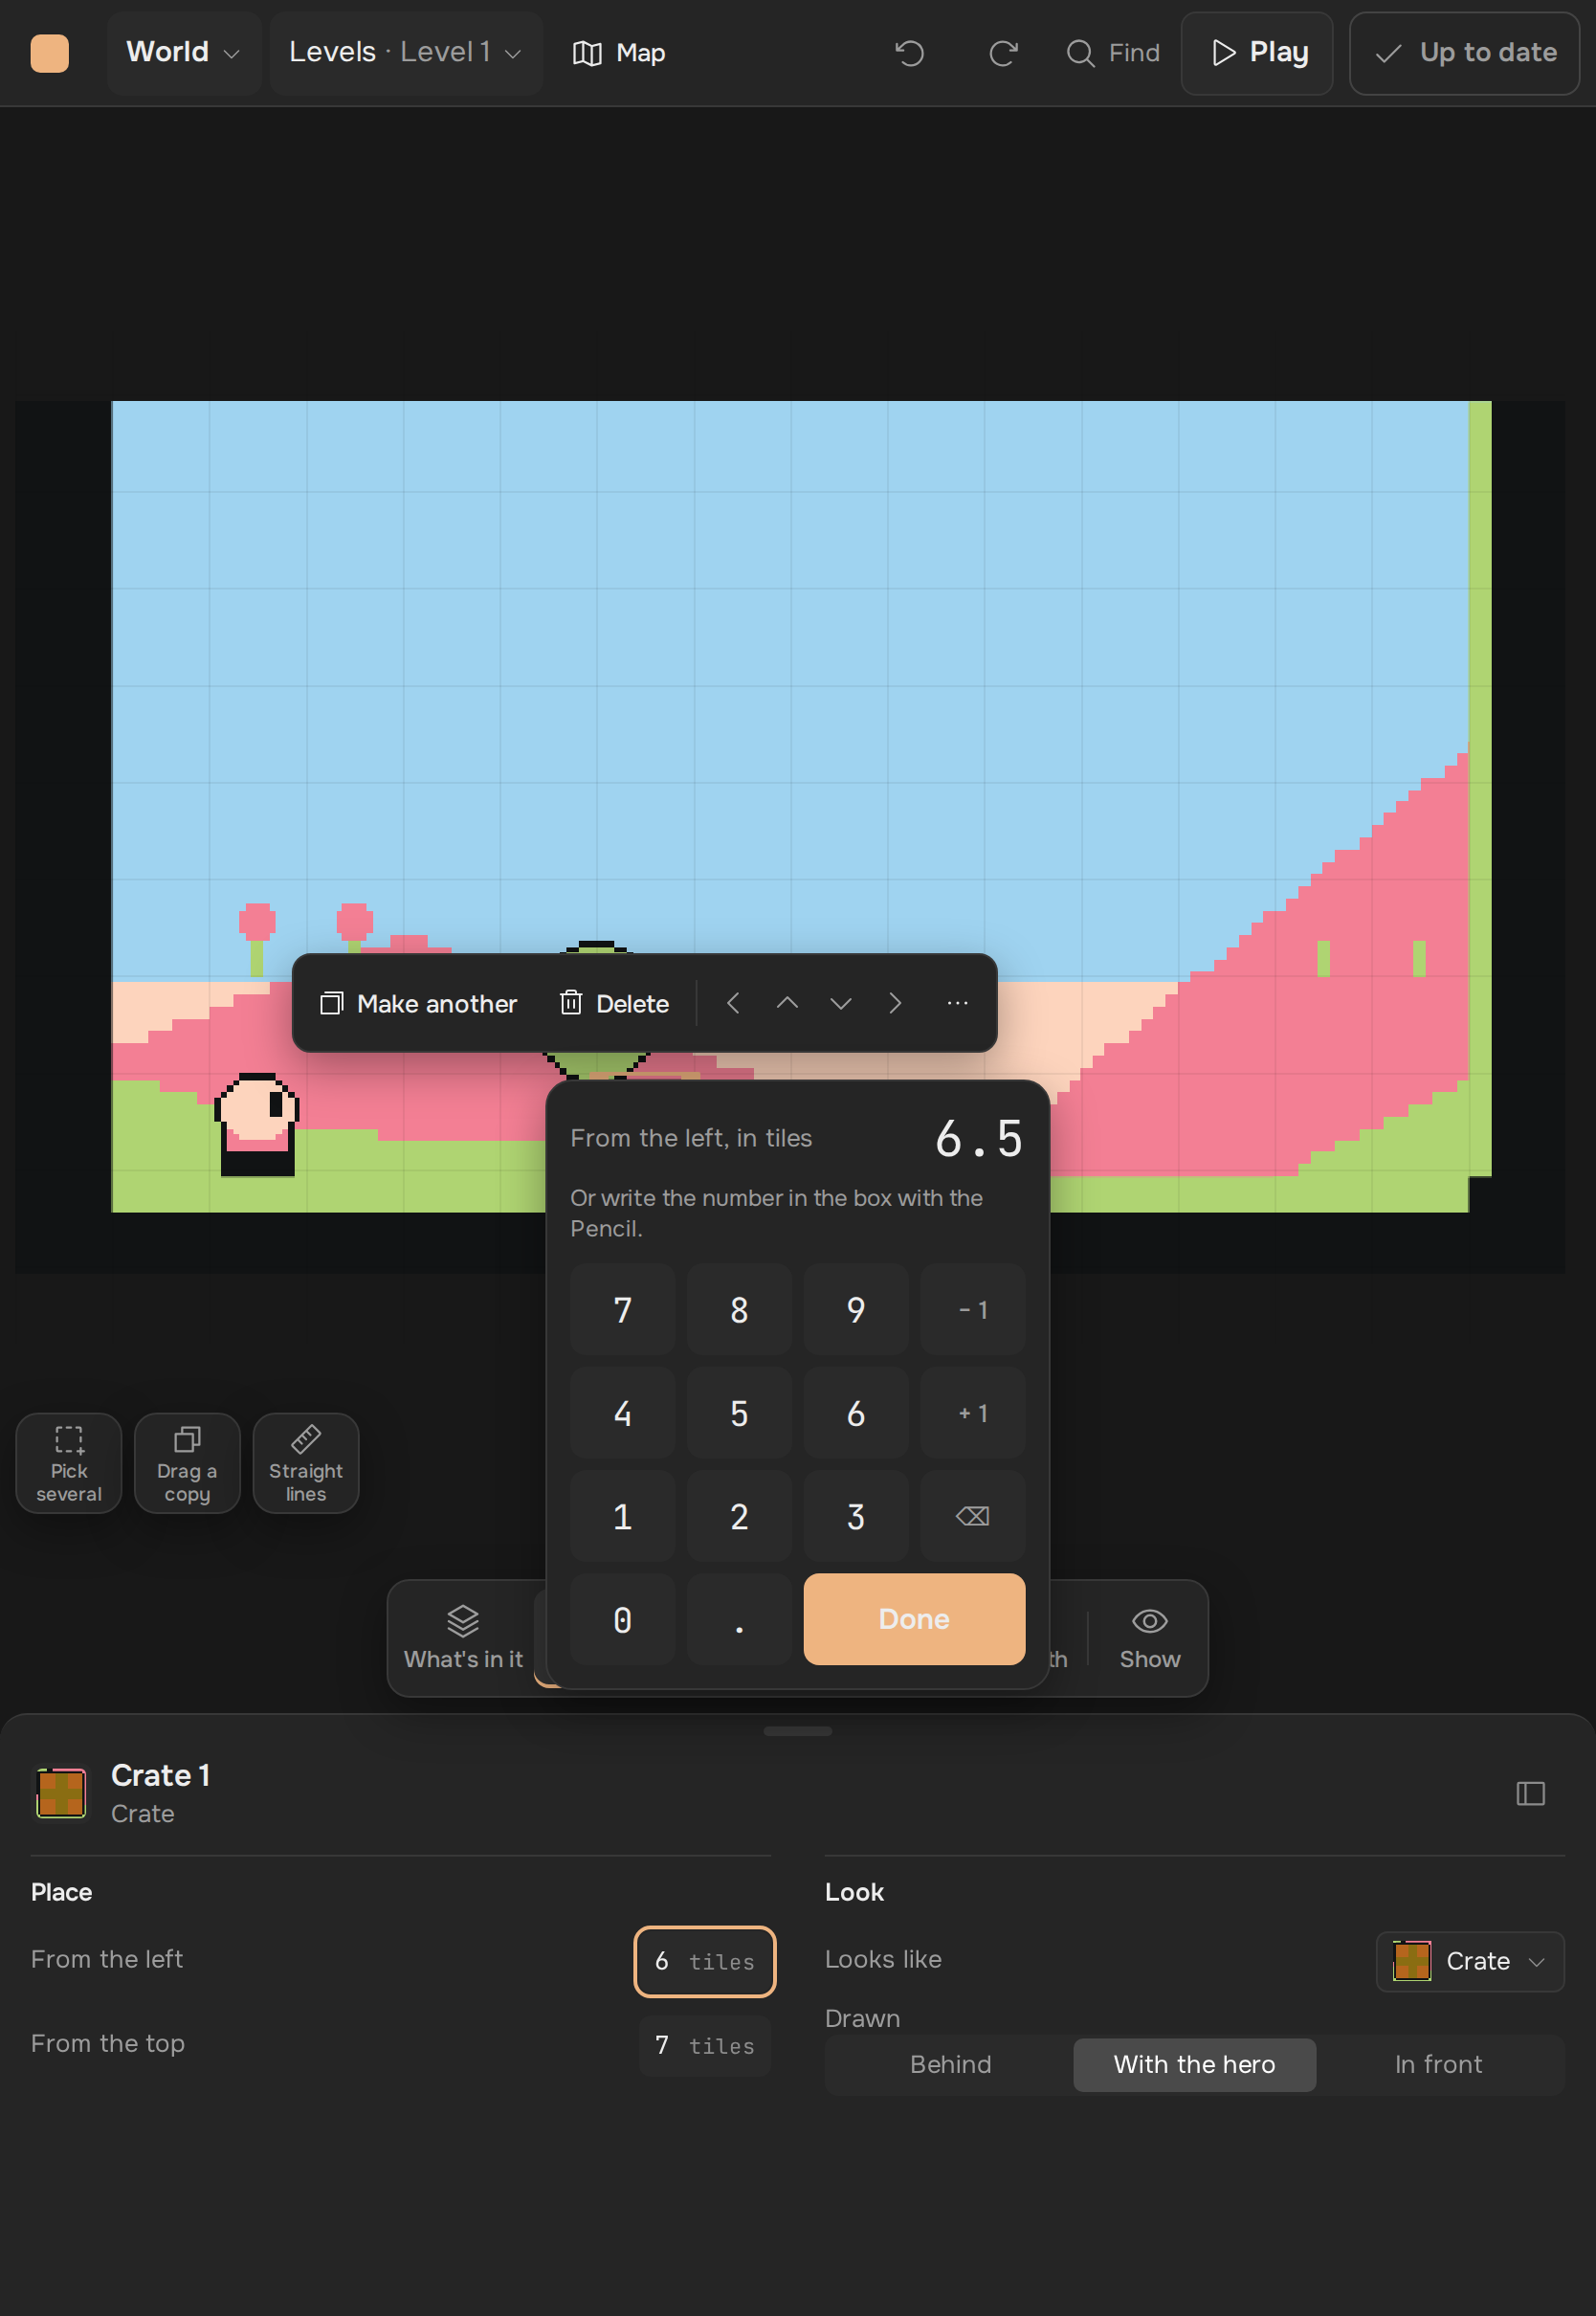 World
Levels · Level 1
Map
Find
Play
Up to date
Make another
Delete
From the left, in tiles
6.5
Or write the number in the box with the
Pencil.
7 8 9 − 1
4 5 6 + 1
1 2 3 ⌫
0 . Done
Pick
several
Drag a
copy
Straight
lines
What's in it
th
Show
Crate 1
Crate
Place
From the left
6 tiles
From the top
7 tiles
Look
Looks like
Crate
Drawn
Behind
With the hero
In front